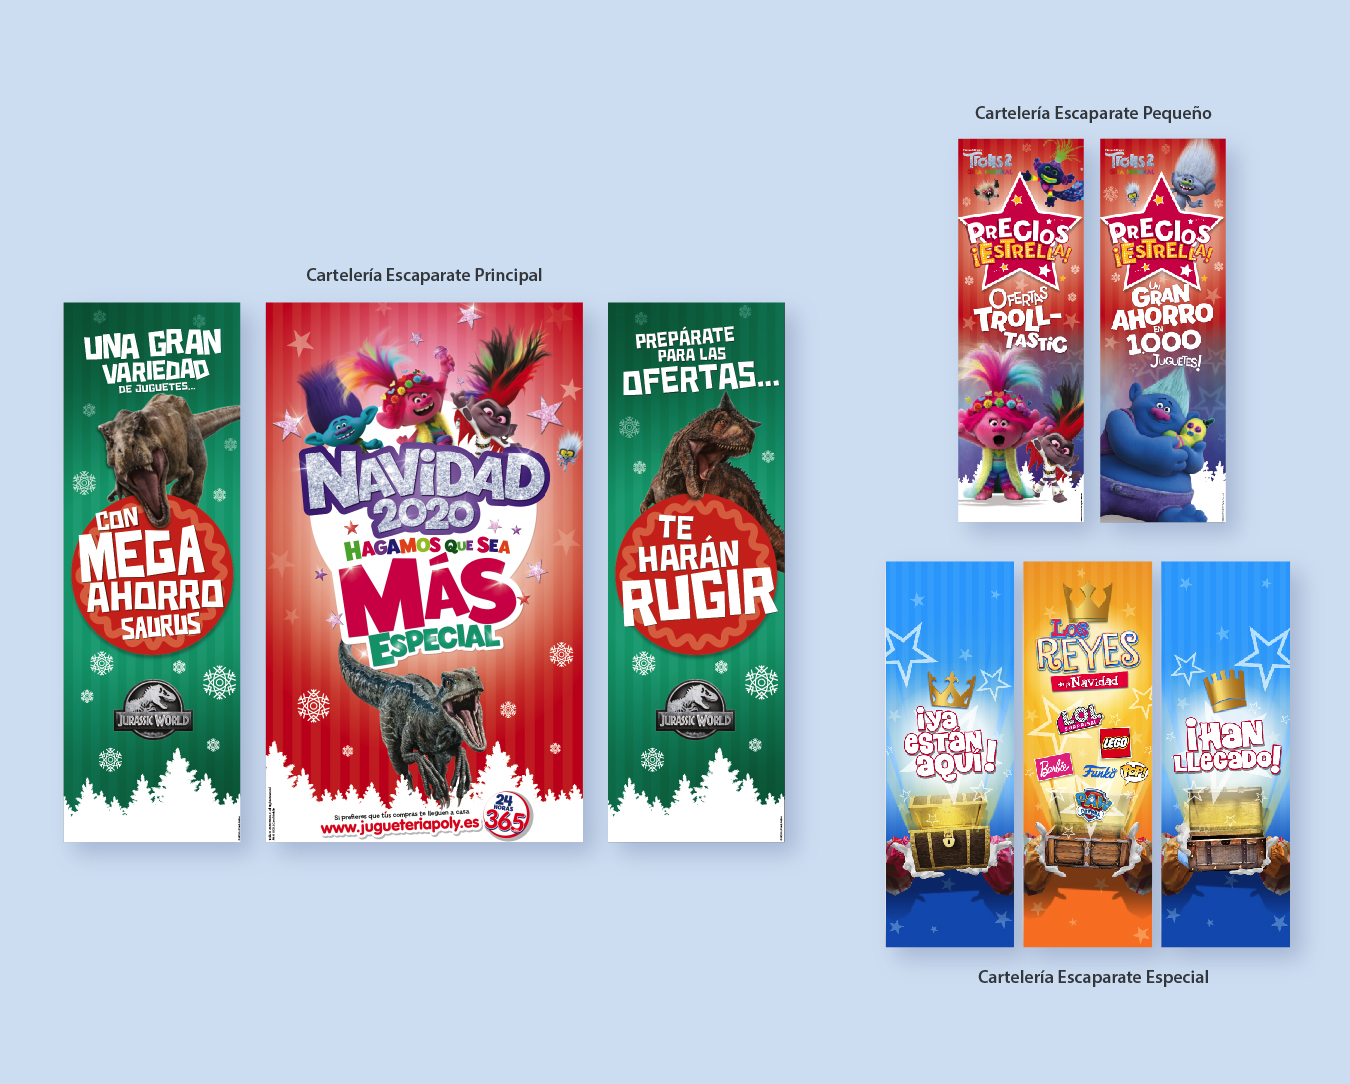 Cartelería Escaparate Principal
UNA GRAN
VARIEDAD
DE JUGUETES...
CON
MEGA
AHORRO
SAURUS
JURASSIC WORLD
NAViDAD
2020
HAGAMOS QUE SEA
MÁS
ESPECIAL
Si prefieres que tus compras te lleguen a casa
www.jugueteriapoly.es
24
HORAS
365
PREPÁRATE
PARA LAS
OFERTAS...
TE
HARÁN
RUGIR
JURASSIC WORLD
Cartelería Escaparate Pequeño
TROLLS 2
PRECIOS
¡ESTRELLA!
OFERTAS
TROLL-
TASTIC
TROLLS 2
PRECIOS
¡ESTRELLA!
UN
GRAN
AHORRO
EN
1.000
JUGUETES!
¡ya
están
aquí!
LOS
REYES
de la Navidad
L.O.L.
SURPRISE!
LEGO
Barbie
Funko
POP!
PAW
PATROL
¡Han
llegado!
Cartelería Escaparate Especial